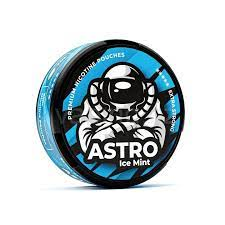 PREMIUM NICOTINE POUCHES
EXTRA STRONG
ASTRO
Ice Mint